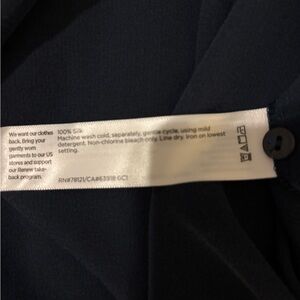 We want our clothes
back. Bring your
gently worn
garments to our US
stores and support
our Renew take-
back program.
100% Silk
Machine wash cold, separately, gentle cycle, using mild
detergent. Non-chlorine bleach only. Line dry. Iron on lowest
setting.
RN#78121/CA#63918 GC1